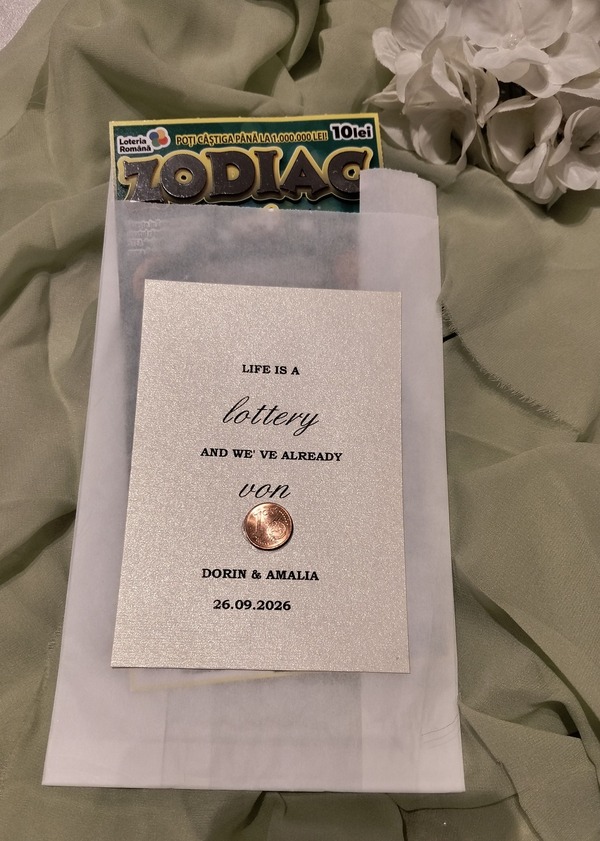 Loteria
Română
POȚI CÂȘTIGA PÂNĂ LA 1.000.000 LEI!
10lei
ZODIAC
LIFE IS A
lottery
AND WE' VE ALREADY
von
1
DORIN & AMALIA
26.09.2026